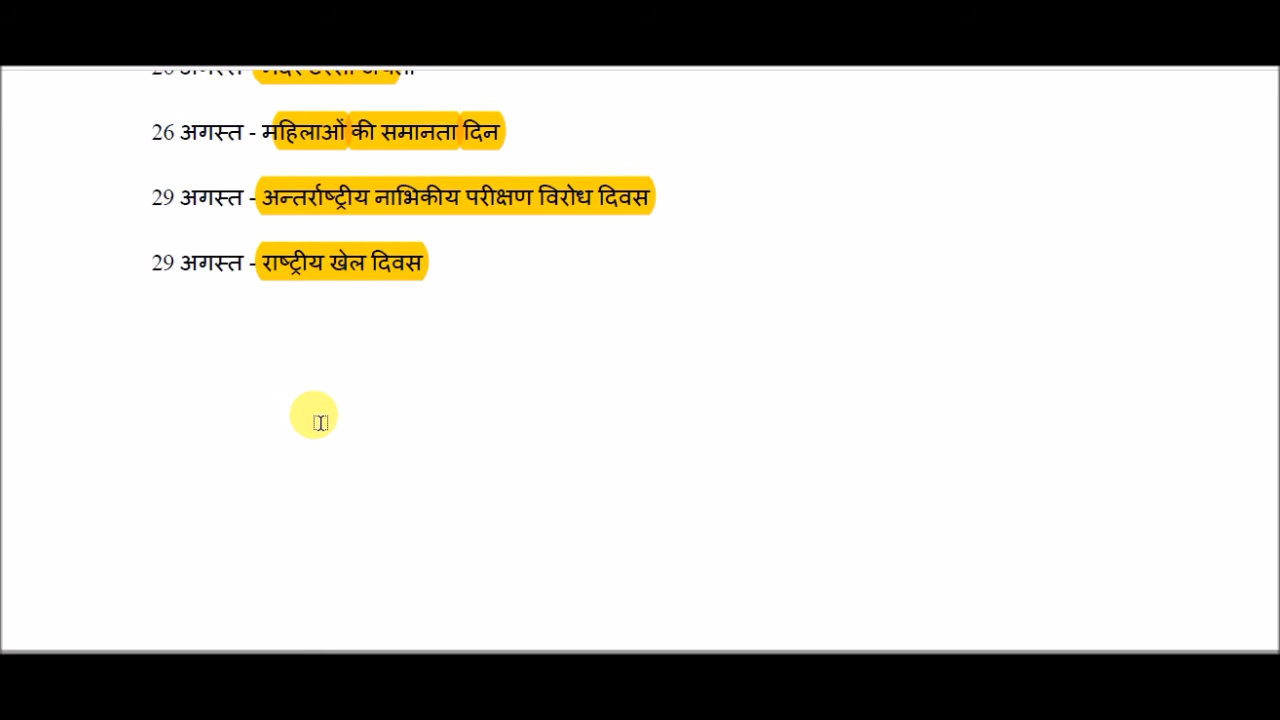 26 अगस्त - महिलाओं की समानता दिन
29 अगस्त - अन्तर्राष्ट्रीय नाभिकीय परीक्षण विरोध दिवस
29 अगस्त - राष्ट्रीय खेल दिवस